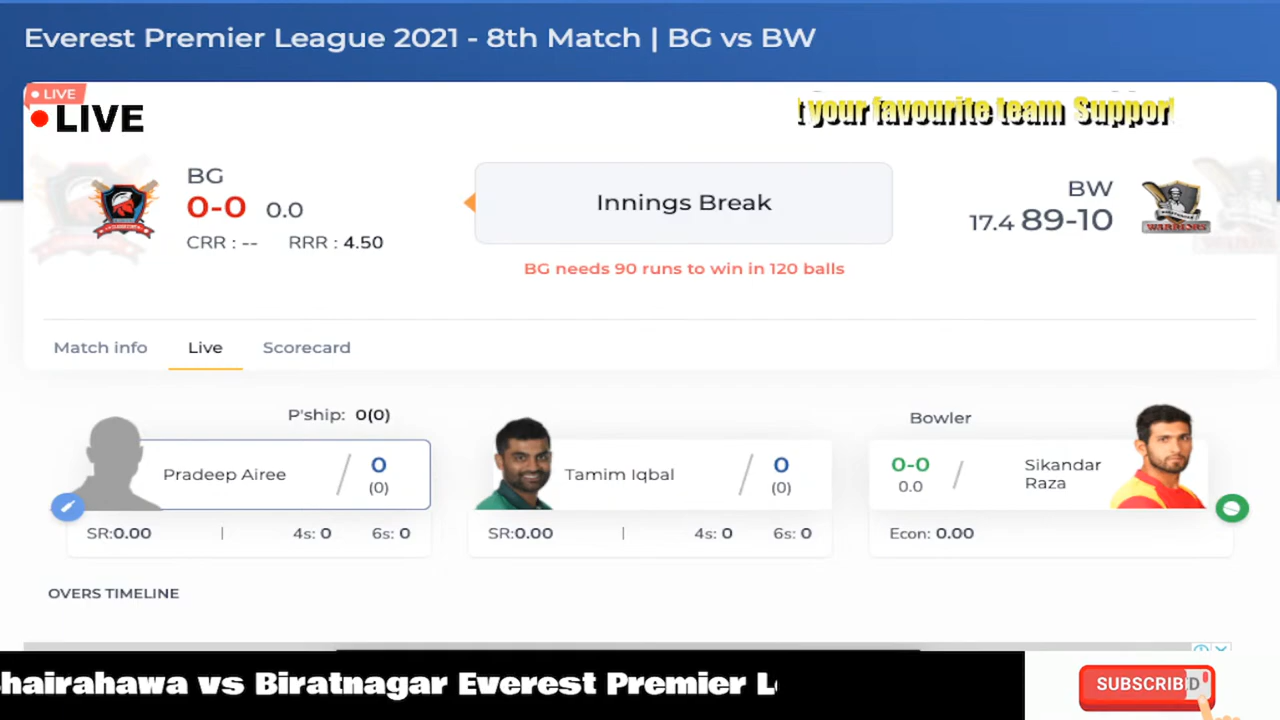 Everest Premier League 2021 - 8th Match | BG vs BW
LIVE
LIVE
t your favourite team Support
BG
0-0 0.0
CRR : -- RRR : 4.50
Innings Break
BG needs 90 runs to win in 120 balls
BW
17.4 89-10
WARRIORS
Match info Live Scorecard
P'ship: 0(0)
Pradeep Airee 0 (0)
SR:0.00 | 4s: 0 6s: 0
Tamim Iqbal 0 (0)
SR:0.00 | 4s: 0 6s: 0
Bowler
0-0 0.0 Sikandar Raza
Econ: 0.00
OVERS TIMELINE
hairahawa vs Biratnagar Everest Premier L
SUBSCRIBED